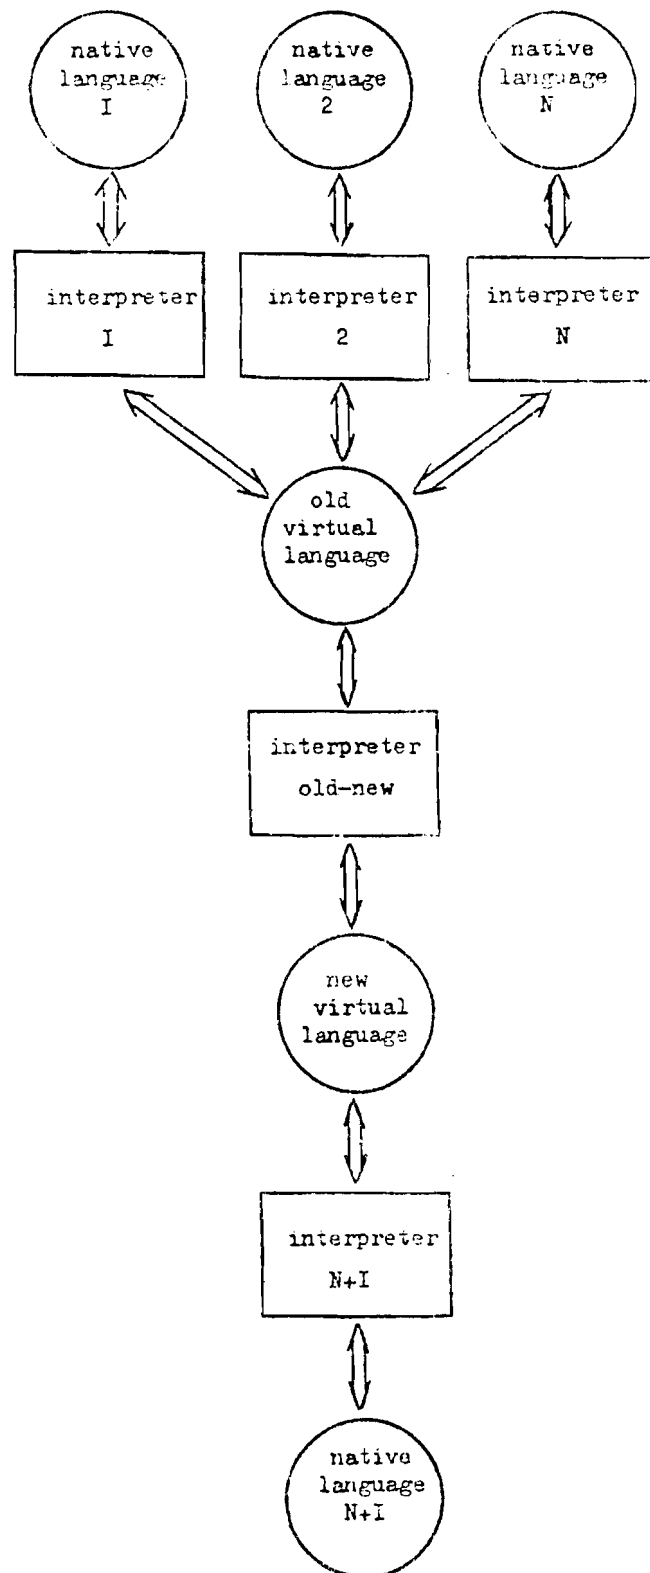 native
language
I
native
language
2
native
language
N
interpreter
I
interpreter
2
interpreter
N
old
virtual
language
interpreter
old-new
new
virtual
language
interpreter
N+I
native
language
N+I